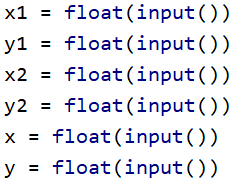 x1 = float(input())
y1 = float(input())
x2 = float(input())
y2 = float(input())
x = float(input())
y = float(input())